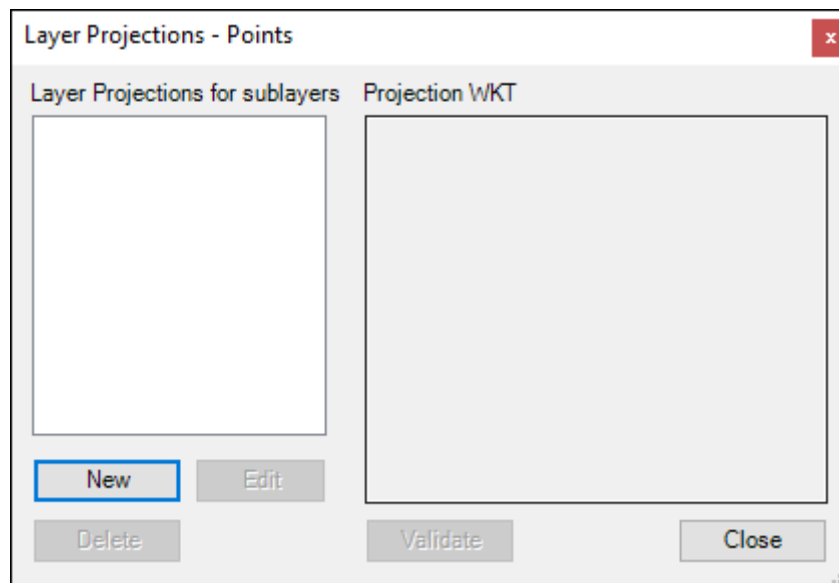 Layer Projections - Points
x
Layer Projections for sublayers
Projection WKT
New
Edit
Delete
Validate
Close